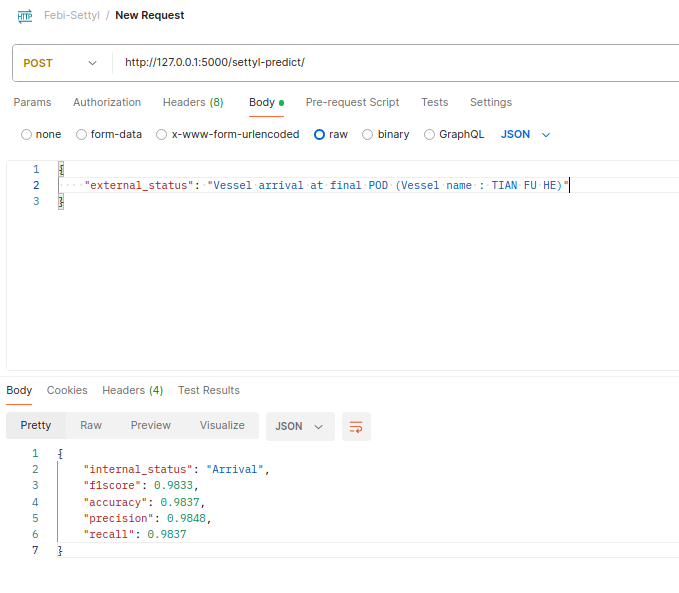 HTTP Febi-Settyl / New Request
POST http://127.0.0.1:5000/settyl-predict/
Params Authorization Headers (8) Body Pre-request Script Tests Settings
none form-data x-www-form-urlencoded raw binary GraphQL JSON
1 {
2 "external_status": "Vessel arrival at final POD (Vessel name : TIAN FU HE)"
3 }
Body Cookies Headers (4) Test Results
Pretty Raw Preview Visualize JSON
1 {
2 "internal_status": "Arrival",
3 "f1score": 0.9833,
4 "accuracy": 0.9837,
5 "precision": 0.9848,
6 "recall": 0.9837
7 }